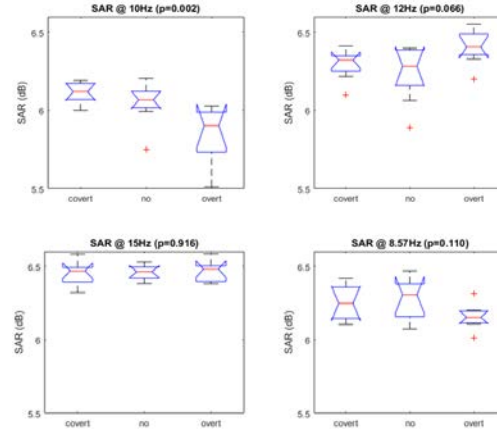 SAR @ 10Hz (p=0.002)
SAR (dB)
6.5
6
5.5
covert no overt
SAR @ 12Hz (p=0.066)
SAR (dB)
6.5
6
5.5
covert no overt
SAR @ 15Hz (p=0.916)
SAR (dB)
6.5
6
5.5
covert no overt
SAR @ 8.57Hz (p=0.110)
SAR (dB)
6.5
6
5.5
covert no overt